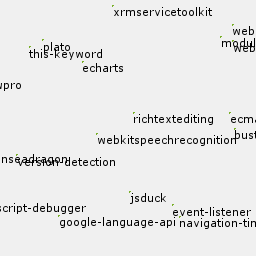 xrmservicetoolkit
web
modul
plato
web
this-keyword
echarts
wpro
richtextediting
ecma
bust
webkitspeechrecognition
nseadragon
version-detection
jsduck
script-debugger
event-listener
google-language-api
navigation-tim